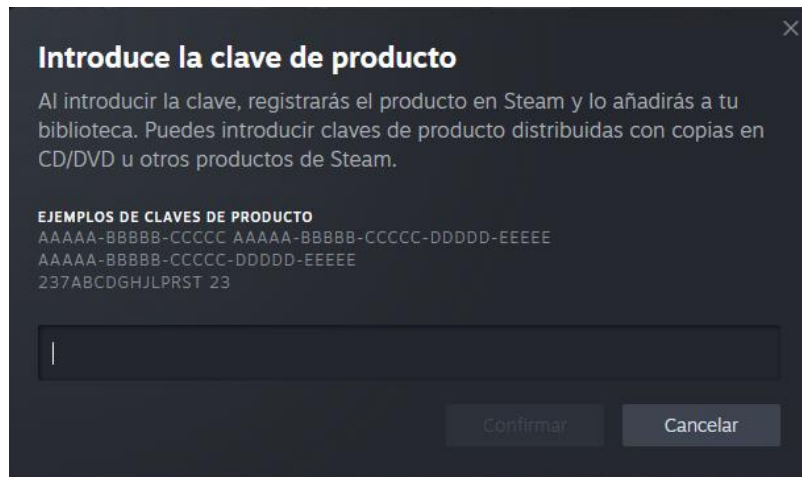 Introduce la clave de producto
Al introducir la clave, registrarás el producto en Steam y lo añadirás a tu
biblioteca. Puedes introducir claves de producto distribuidas con copias en
CD/DVD u otros productos de Steam.
EJEMPLOS DE CLAVES DE PRODUCTO
AAAAA-BBBBB-CCCCC AAAAA-BBBBB-CCCCC-DDDDD-EEEEE
AAAAA-BBBBB-CCCCC-DDDDD-EEEEE
237ABCDGHJLPRST 23
Confirmar Cancelar